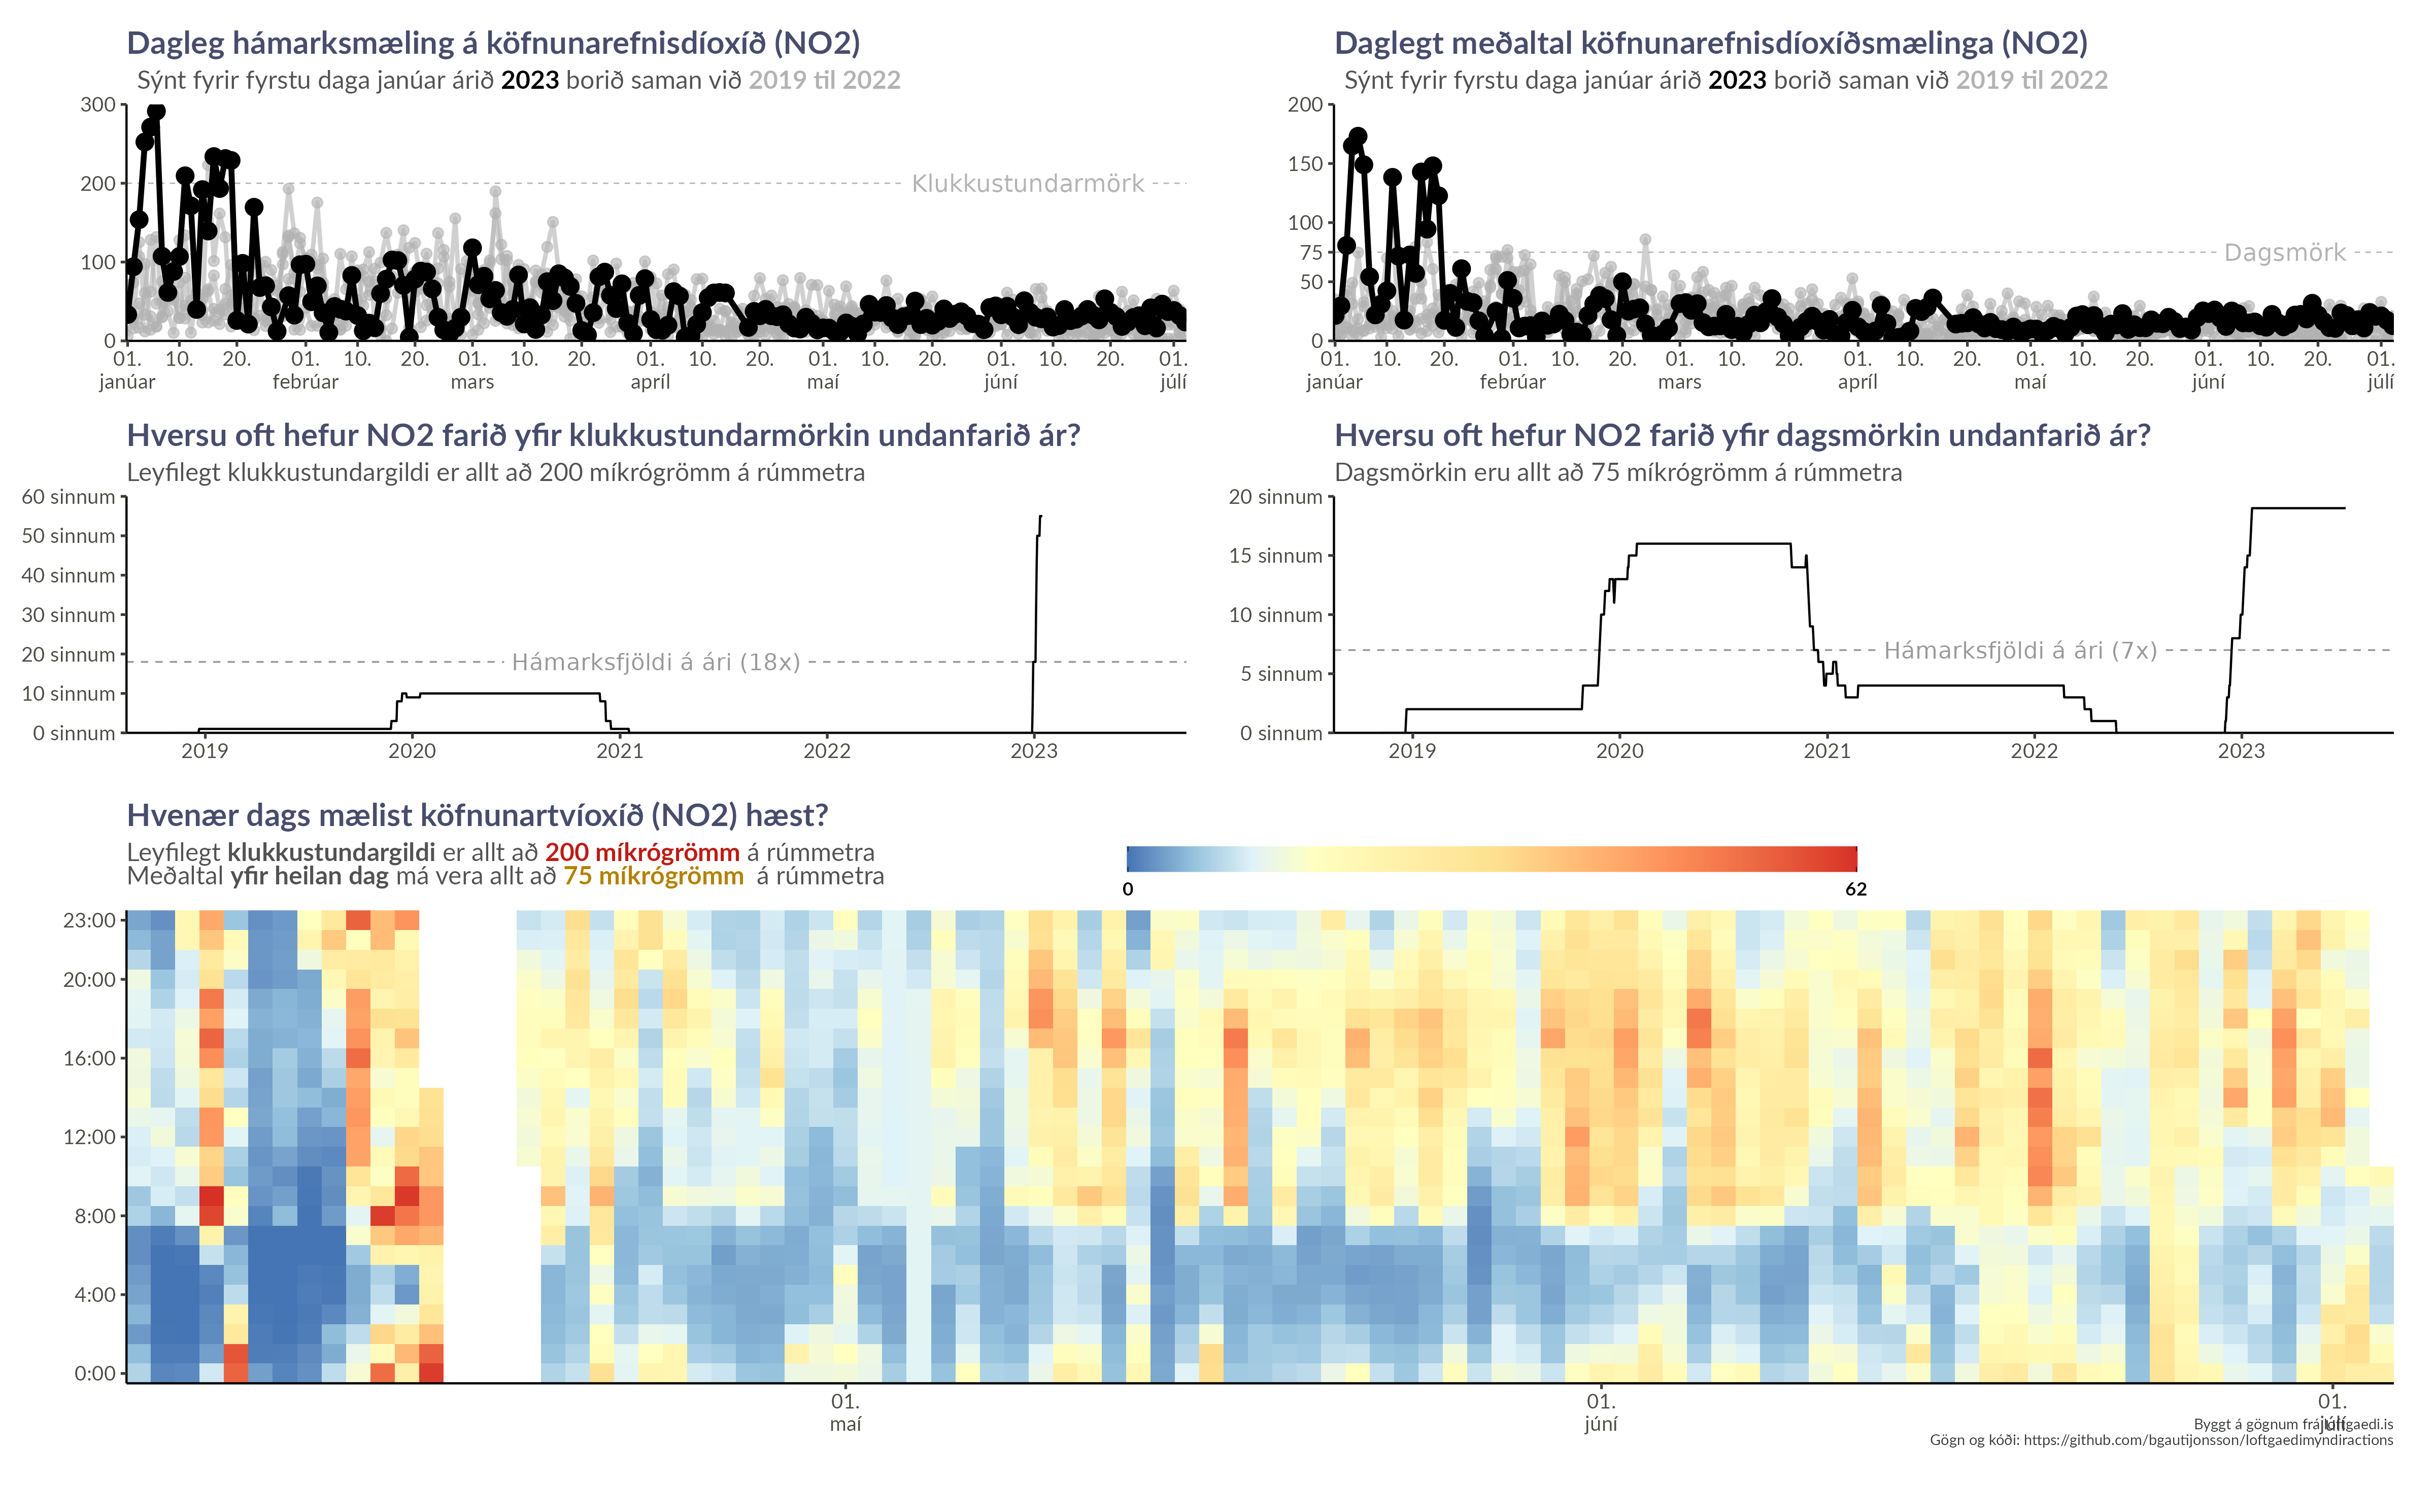 Dagleg hámarksmæling á köfnunarefnisdíoxíð (NO2)
Sýnt fyrir fyrstu daga janúar árið 2023 borið saman við 2019 til 2022
300
200
100
0
Klukkustundarmörk
01. 10. 20. 01. 10. 20. 01. 10. 20. 01. 10. 20. 01. 10. 20. 01. 10. 20. 01.
janúar febrúar mars apríl maí júní júlí
Daglegt meðaltal köfnunarefnisdíoxíðsmælinga (NO2)
Sýnt fyrir fyrstu daga janúar árið 2023 borið saman við 2019 til 2022
200
150
100
75
50
0
Dagsmörk
01. 10. 20. 01. 10. 20. 01. 10. 20. 01. 10. 20. 01. 10. 20. 01. 10. 20. 01.
janúar febrúar mars apríl maí júní júlí
Hversu oft hefur NO2 farið yfir klukkustundarmörkin undanfarið ár?
Leyfilegt klukkustundargildi er allt að 200 míkrógrömm á rúmmetra
60 sinnum
50 sinnum
40 sinnum
30 sinnum
20 sinnum
10 sinnum
0 sinnum
Hámarksfjöldi á ári (18x)
2019 2020 2021 2022 2023
Hversu oft hefur NO2 farið yfir dagsmörkin undanfarið ár?
Dagsmörkin eru allt að 75 míkrógrömm á rúmmetra
20 sinnum
15 sinnum
10 sinnum
5 sinnum
0 sinnum
Hámarksfjöldi á ári (7x)
2019 2020 2021 2022 2023
Hvenær dags mælist köfnunartvíoxíð (NO2) hæst?
Leyfilegt klukkustundargildi er allt að 200 míkrógrömm á rúmmetra
Meðaltal yfir heilan dag má vera allt að 75 míkrógrömm á rúmmetra
0 62
23:00
20:00
16:00
12:00
8:00
4:00
0:00
01. 01. 01.
maí júní júlí
Byggt á gögnum frá loftgaedi.is
Gögn og kóði: https://github.com/bgautijonsson/loftgaedimyndiractions